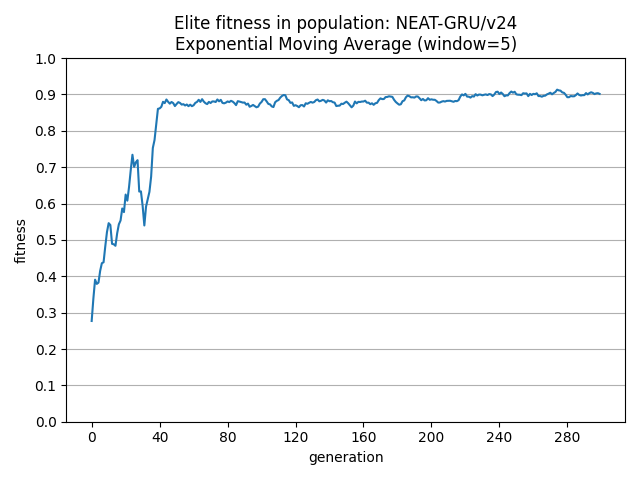 Elite fitness in population: NEAT-GRU/v24
Exponential Moving Average (window=5)
1.0
0.9
0.8
0.7
0.6
0.5
0.4
0.3
0.2
0.1
0.0
fitness
0 40 80 120 160 200 240 280
generation